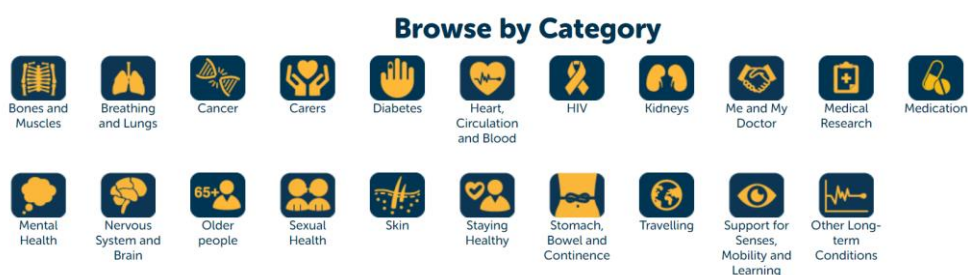 Browse by Category
Bones and
Muscles
Breathing
and Lungs
Cancer
Carers
Diabetes
Heart,
Circulation
and Blood
HIV
Kidneys
Me and My
Doctor
Medical
Research
Medication
Mental
Health
Nervous
System and
Brain
65+
Older
people
Sexual
Health
Skin
Staying
Healthy
Stomach,
Bowel and
Continence
Travelling
Support for
Senses,
Mobility and
Learning
Other Long-
term
Conditions